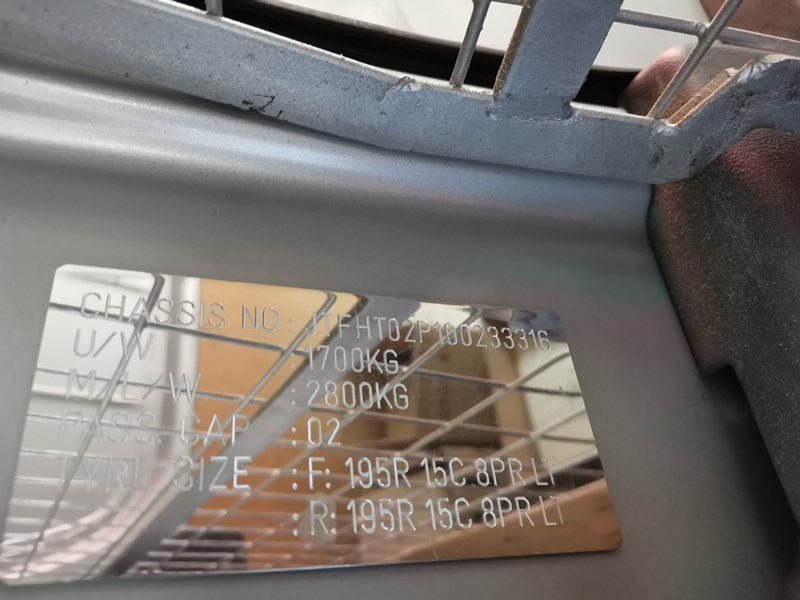 CHASSIS NO : JTFHT02P100233316
U/W : 1700KG.
M/L/W : 2800KG
PASS. CAP : 02
TYRE SIZE : F: 195R 15C 8PR LT
: R: 195R 15C 8PR LT